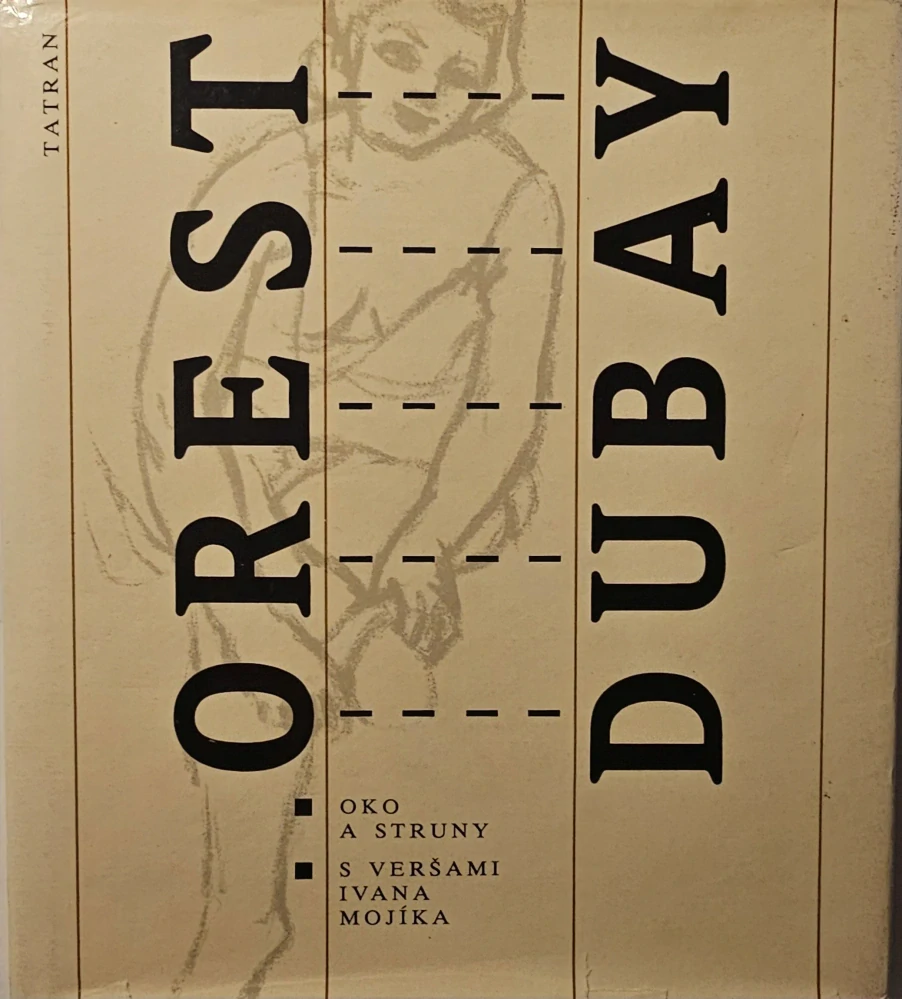 TATRAN
OREST
DUBAY
OKO
A STRUNY
S VERŠAMI
IVANA
MOJÍKA